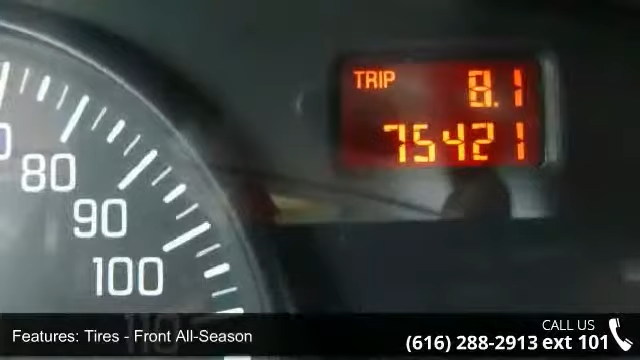 TRIP 8.1
75421
80
90
100
110
Features: Tires - Front All-Season
CALL US
(616) 288-2913 ext 101